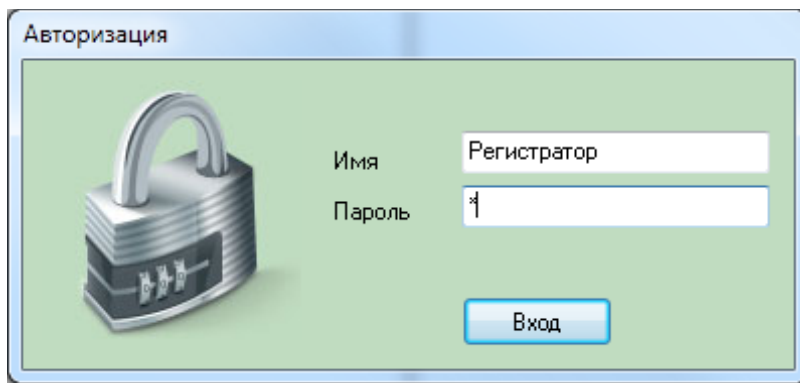 Авторизация
Имя
Регистратор
Пароль
*
Вход